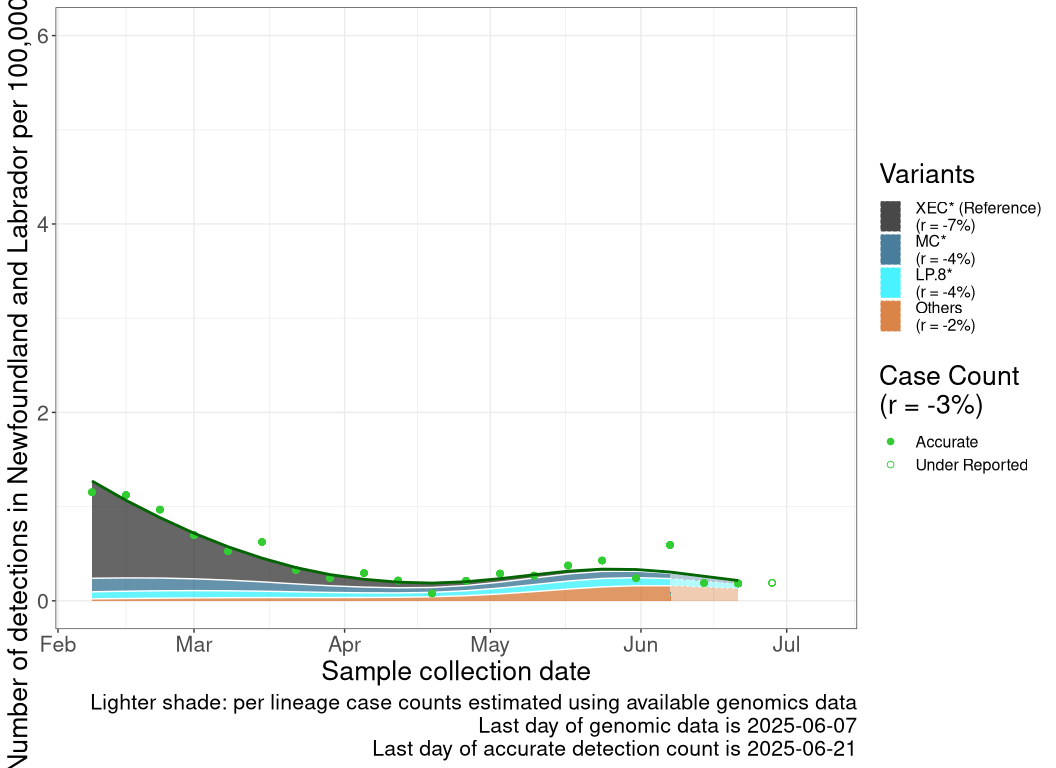 Number of detections in Newfoundland and Labrador per 100,000
6
4
2
0
Feb
Mar
Apr
May
Jun
Jul
Sample collection date
Lighter shade: per lineage case counts estimated using available genomics data
Last day of genomic data is 2025-06-07
Last day of accurate detection count is 2025-06-21
Variants
XEC* (Reference)
(r = -7%)
MC*
(r = -4%)
LP.8*
(r = -4%)
Others
(r = -2%)
Case Count
(r = -3%)
Accurate
Under Reported